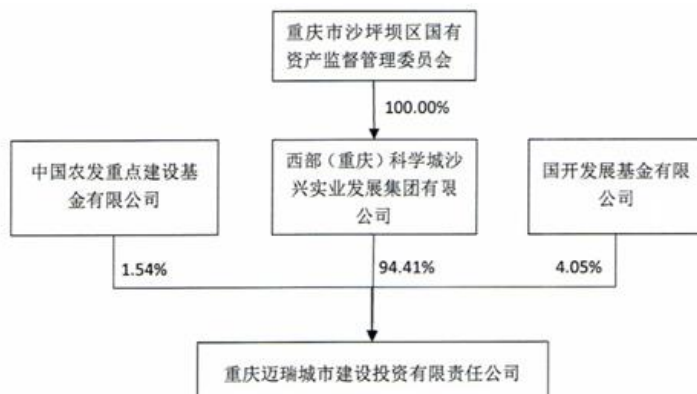 重庆市沙坪坝区国有
资产监督管理委员会
100.00%
中国农发重点建设基
金有限公司
西部（重庆）科学城沙
兴实业发展集团有限
公司
国开发展基金有限公
司
1.54%
94.41%
4.05%
重庆迈瑞城市建设投资有限责任公司